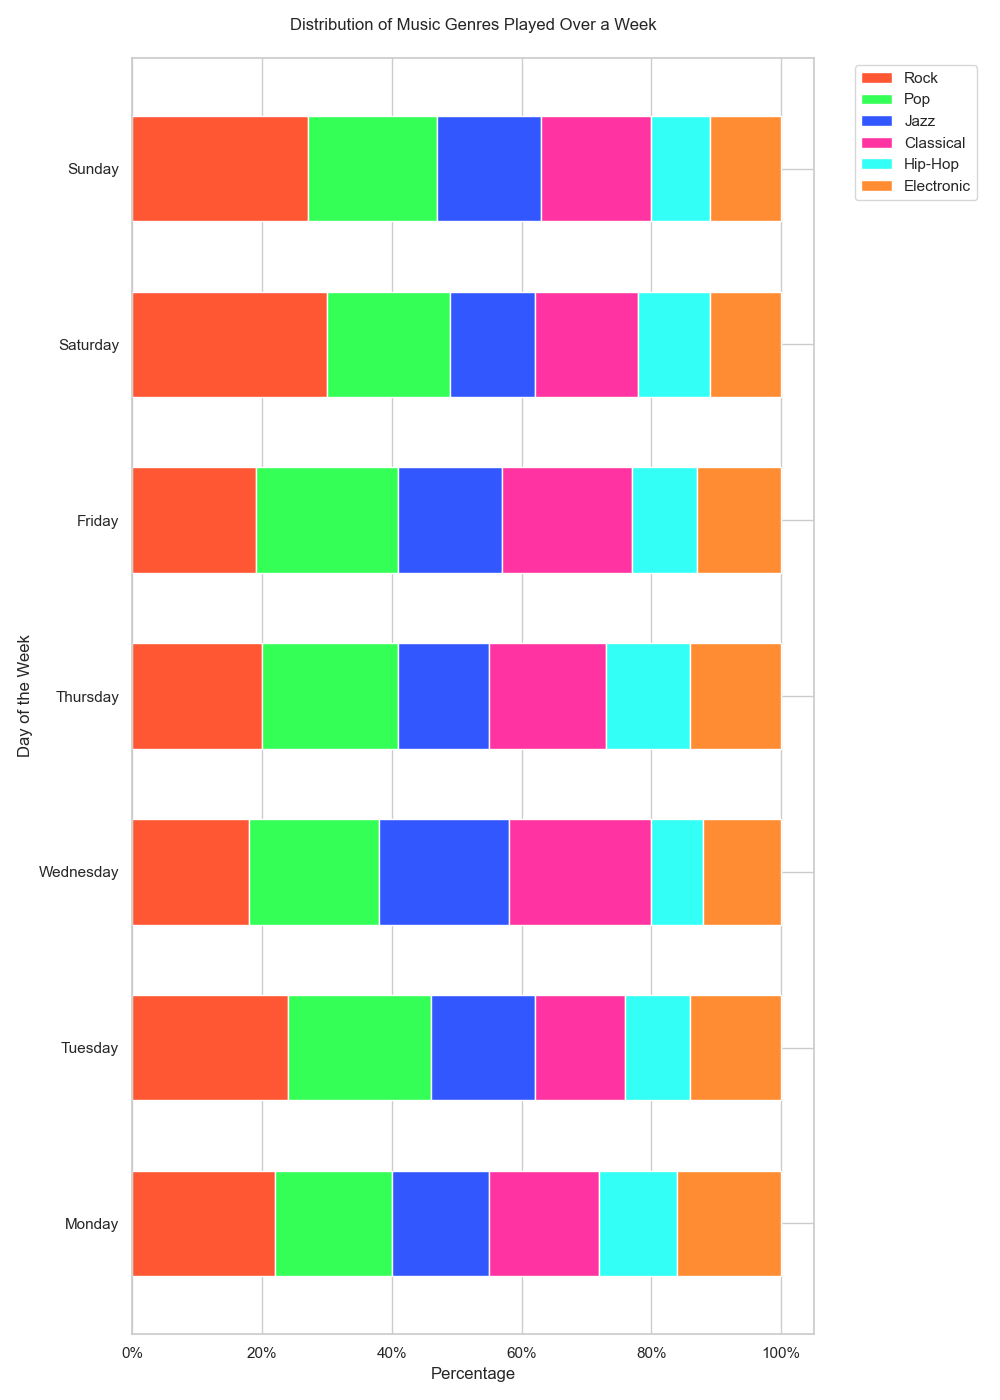 Distribution of Music Genres Played Over a Week
Rock
Pop
Jazz
Classical
Hip-Hop
Electronic
Day of the Week
Sunday
Saturday
Friday
Thursday
Wednesday
Tuesday
Monday
0% 20% 40% 60% 80% 100%
Percentage